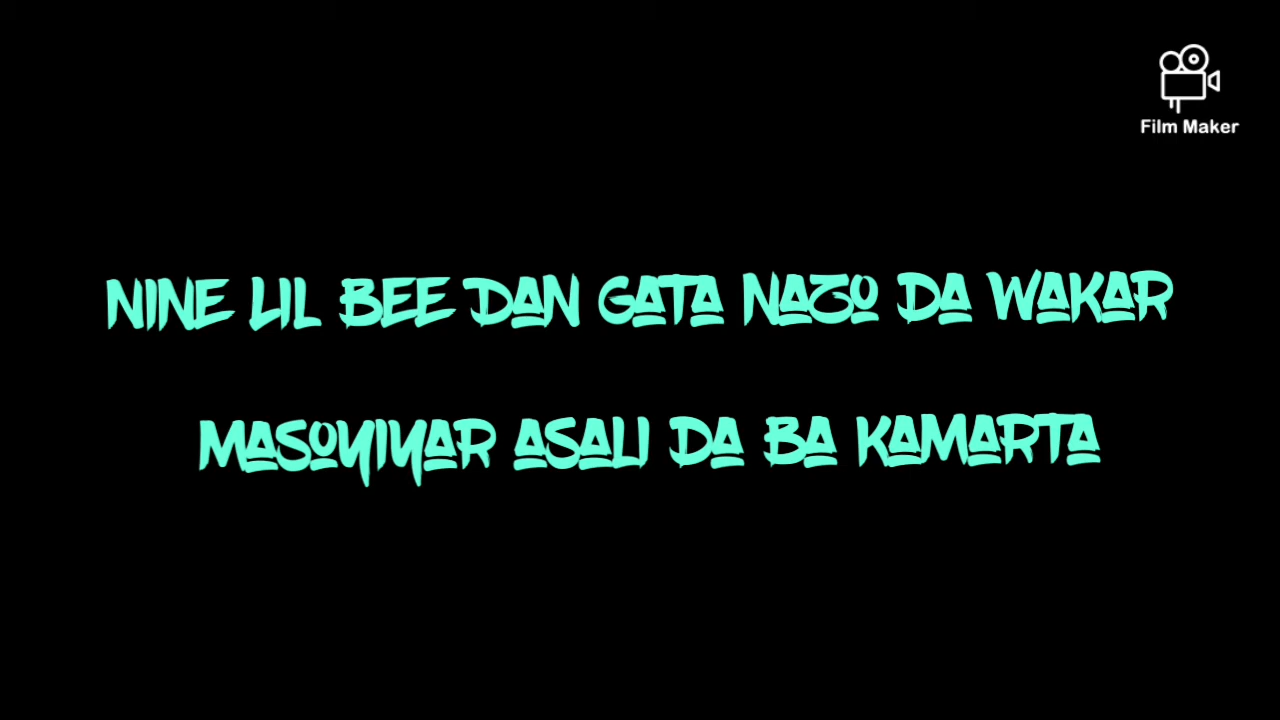 Film Maker
NINE LIL BEE DAN GATA NAZO DA WAKAR
MASOYIYAR ASALI DA BA KAMARTA